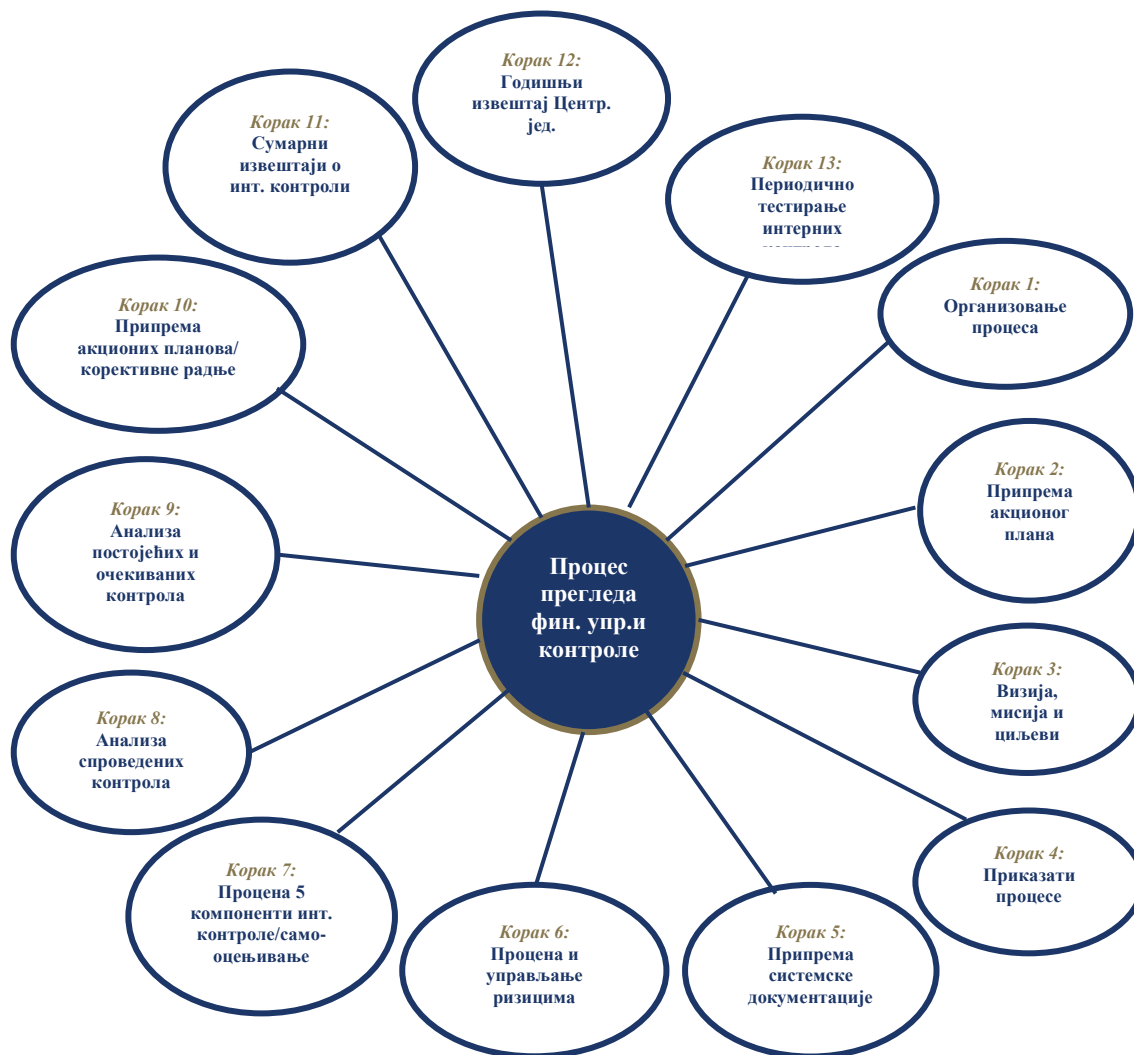 Корак 12:
Годишњи
извештај Центр.
јед.
Корак 11:
Сумарни
извештаји о
инт. контроли
Корак 13:
Периодично
тестирање
интерних
Корак 10:
Припрема
акционих планова/
корективне радње
Корак 1:
Организовање
процеса
Корак 9:
Анализа
постојећих и
очекиваних
контрола
Корак 2:
Припрема
акционог
плана
Процес
прегледа
фин. упр.и
контроле
Корак 8:
Анализа
спроведених
контрола
Корак 3:
Визија,
мисија и
циљеви
Корак 7:
Процена 5
компоненти инт.
контроле/само-
оцењивање
Корак 6:
Процена и
управљање
ризицима
Корак 5:
Припрема
системске
документације
Корак 4:
Приказати
процесе